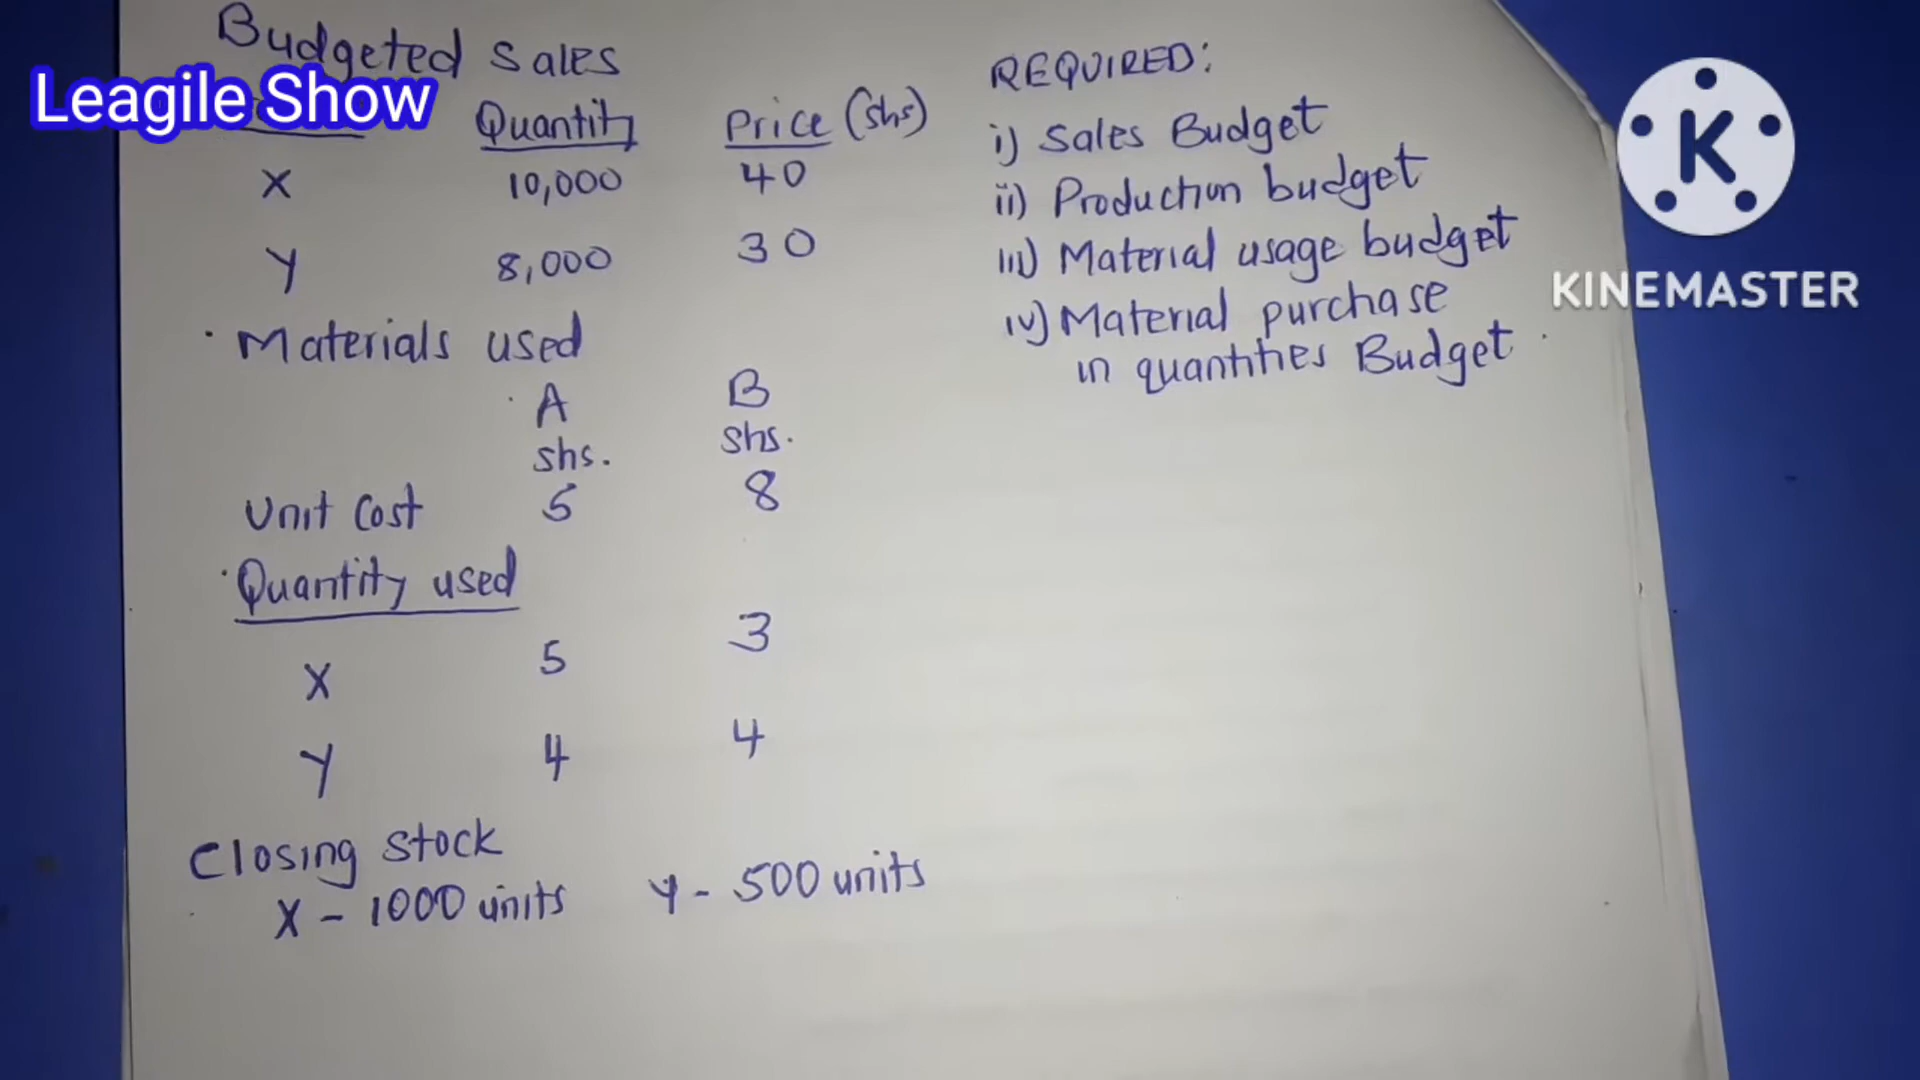 Budgeted Sales
Leagile Show
Quantity Price (shs)
X 10,000 40
Y 8,000 30
Materials used
A B
shs. shs.
Unit Cost 5 8
Quantity used
X 5 3
Y 4 4
Closing stock
X - 1000 units Y - 500 units
REQUIRED:
i) Sales Budget
ii) Production budget
iii) Material usage budget
iv) Material purchase
in quantities Budget
K
KINEMASTER